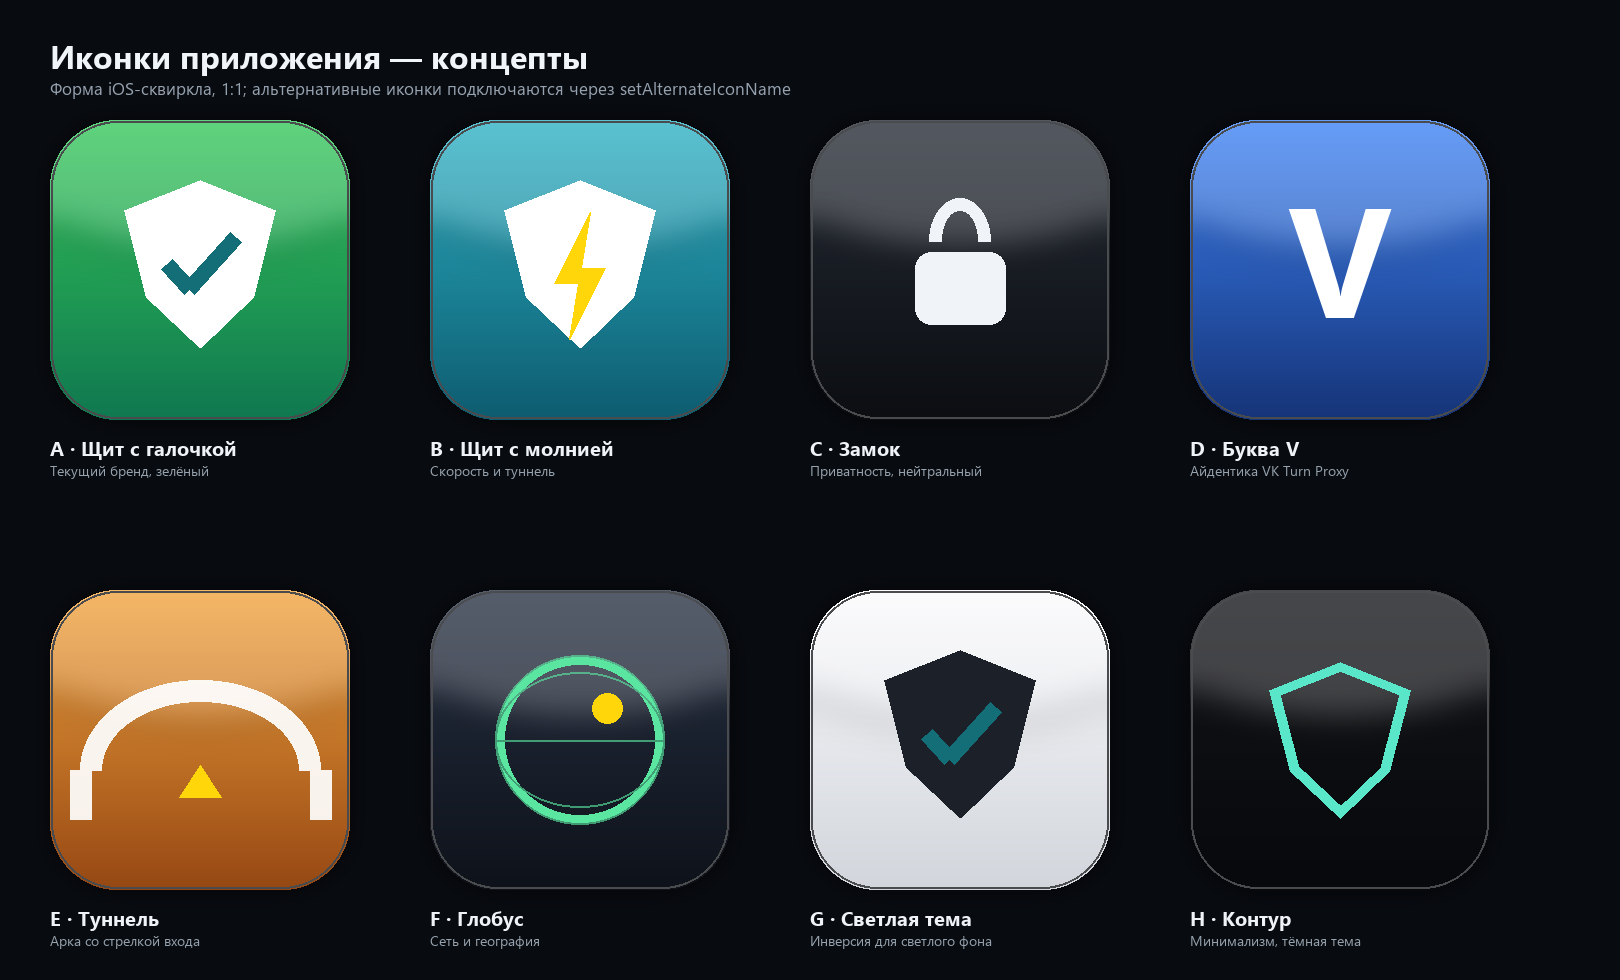 Иконки приложения — концепты
Форма iOS-сквиркла, 1:1; альтернативные иконки подключаются через setAlternateIconName
V
A · Щит с галочкой
Текущий бренд, зелёный
B · Щит с молнией
Скорость и туннель
C · Замок
Приватность, нейтральный
D · Буква V
Айдентика VK Turn Proxy
E · Туннель
Арка со стрелкой входа
F · Глобус
Сеть и география
G · Светлая тема
Инверсия для светлого фона
H · Контур
Минимализм, тёмная тема